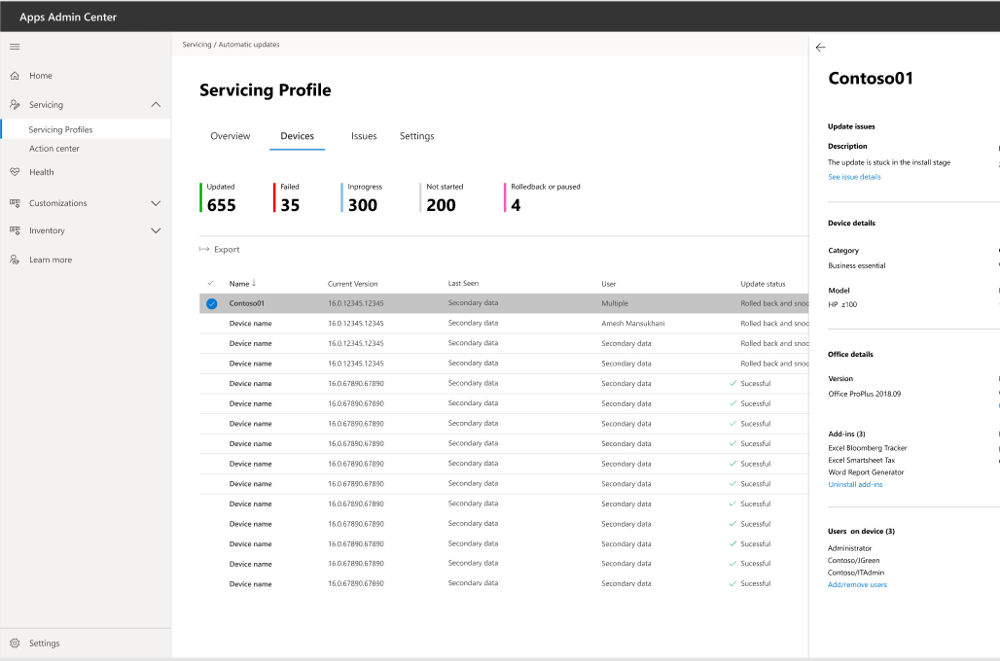 Apps Admin Center
Home
Servicing
Servicing Profiles
Action center
Health
Customizations
Inventory
Learn more
Settings
Servicing / Automatic updates
Servicing Profile
Overview Devices Issues Settings
Updated Failed Inprogress Not started Rolledback or paused
655 35 300 200 4
Export
Name Current Version Last Seen User Update status
Contoso01 16.0.12345.12345 Secondary data Multiple Rolled back and snoo
Device name 16.0.12345.12345 Secondary data Amesh Mansukhani Rolled back and snoo
Device name 16.0.12345.12345 Secondary data Secondary data Rolled back and snoo
Device name 16.0.12345.12345 Secondary data Secondary data Rolled back and snoo
Device name 16.0.67890.67890 Secondary data Secondary data Sucessful
Device name 16.0.67890.67890 Secondary data Secondary data Sucessful
Device name 16.0.67890.67890 Secondary data Secondary data Sucessful
Device name 16.0.67890.67890 Secondary data Secondary data Sucessful
Device name 16.0.67890.67890 Secondary data Secondary data Sucessful
Device name 16.0.67890.67890 Secondary data Secondary data Sucessful
Device name 16.0.67890.67890 Secondary data Secondary data Sucessful
Device name 16.0.67890.67890 Secondary data Secondary data Sucessful
Device name 16.0.67890.67890 Secondary data Secondary data Sucessful
Device name 16.0.67890.67890 Secondary data Secondary data Sucessful
Device name 16.0.67890.67890 Secondary data Secondary data Sucessful
Contoso01
Update issues
Description
The update is stuck in the install stage
See issue details
Device details
Category
Business essential
Model
HP z100
Office details
Version
Office ProPlus 2018.09
Add-ins (3)
Excel Bloomberg Tracker
Excel Smartsheet Tax
Word Report Generator
Uninstall add-ins
Users on device (3)
Administrator
Contoso/JGreen
Contoso/ITAdmin
Add/remove users